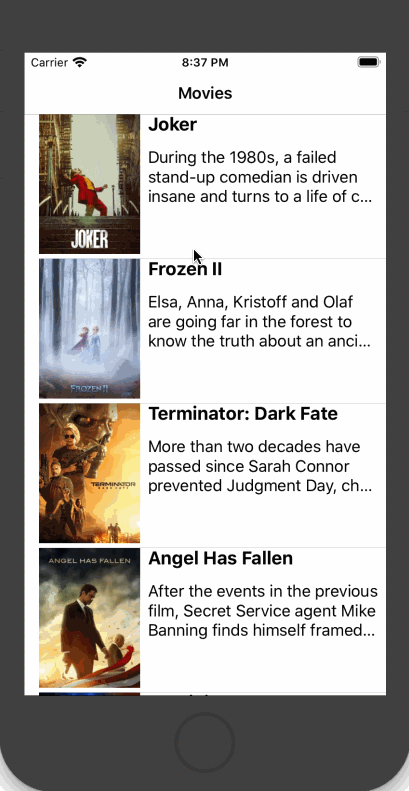 Carrier 8:37 PM
Movies
Joker
During the 1980s, a failed
stand-up comedian is driven
insane and turns to a life of c...
JOKER
Frozen II
Elsa, Anna, Kristoff and Olaf
are going far in the forest to
know the truth about an anci...
FROZEN II
Terminator: Dark Fate
More than two decades have
passed since Sarah Connor
prevented Judgment Day, ch...
TERMINATOR
DARK FATE
Angel Has Fallen
After the events in the previous
film, Secret Service agent Mike
Banning finds himself framed...
ANGEL HAS FALLEN